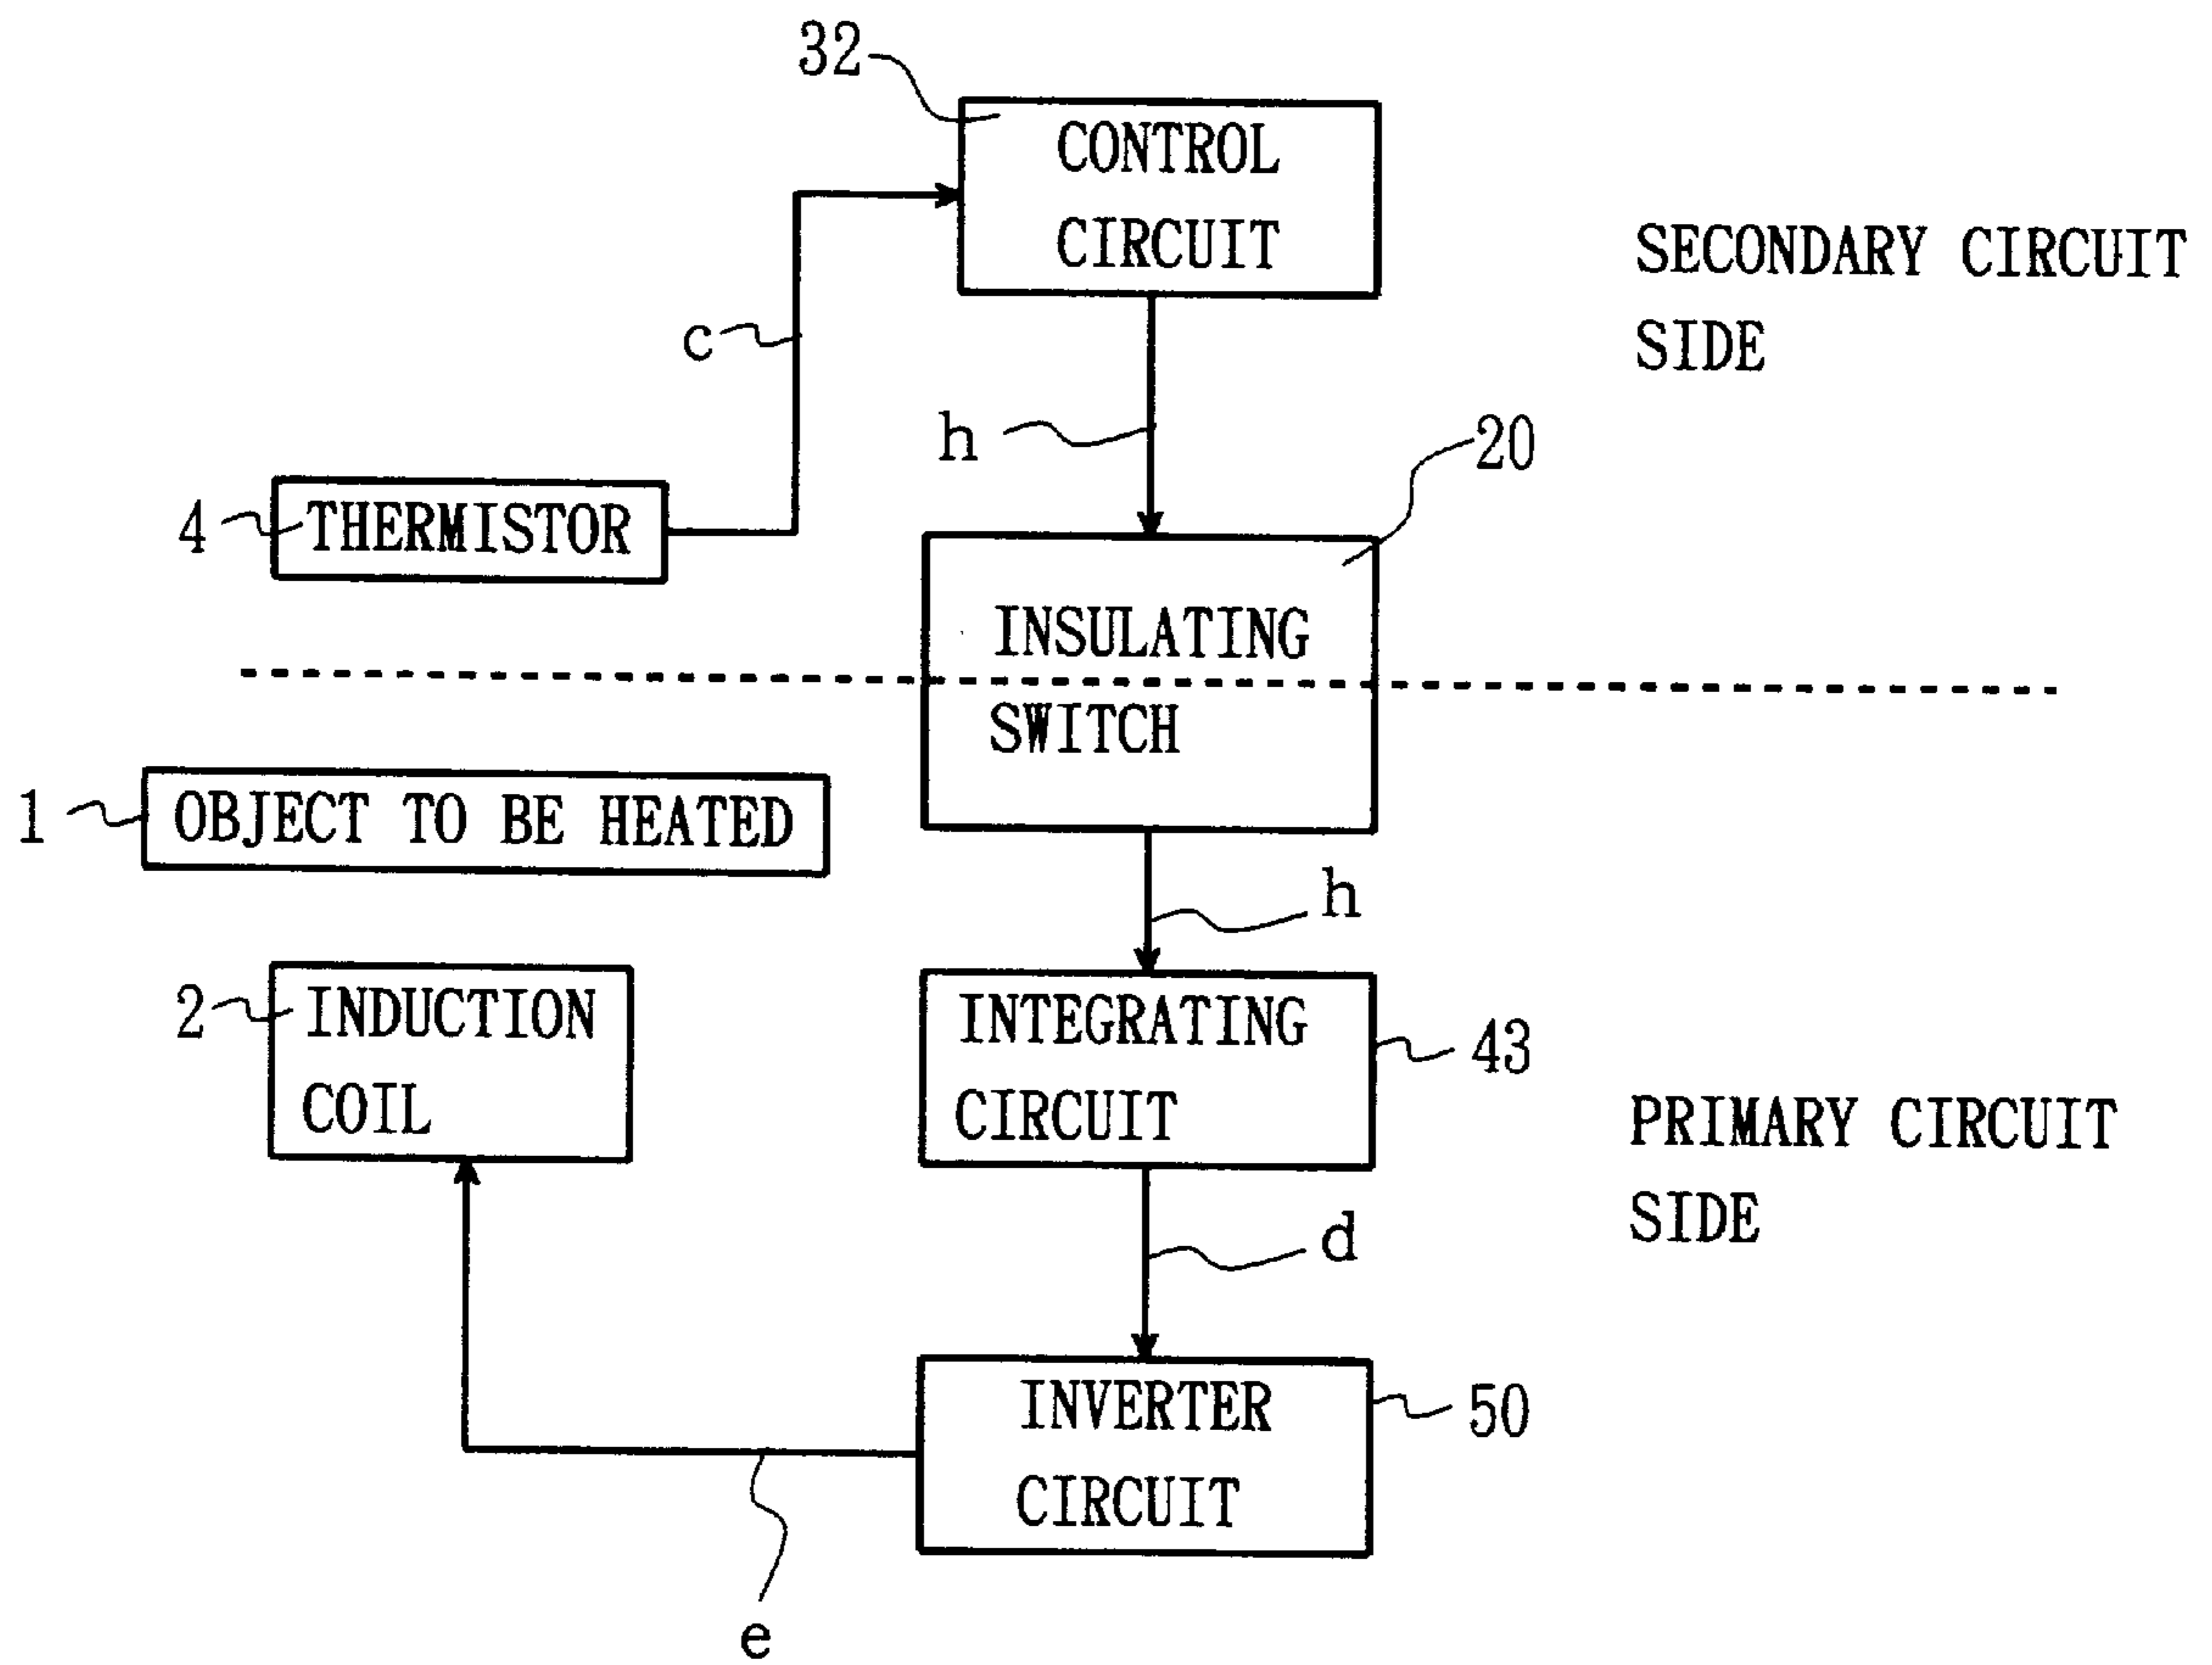 32
CONTROL
CIRCUIT
SECONDARY CIRCUIT
SIDE
c
h
20
4
THERMISTOR
INSULATING
SWITCH
1
OBJECT TO BE HEATED
h
2
INDUCTION
COIL
INTEGRATING
CIRCUIT
43
PRIMARY CIRCUIT
SIDE
d
INVERTER
CIRCUIT
50
e